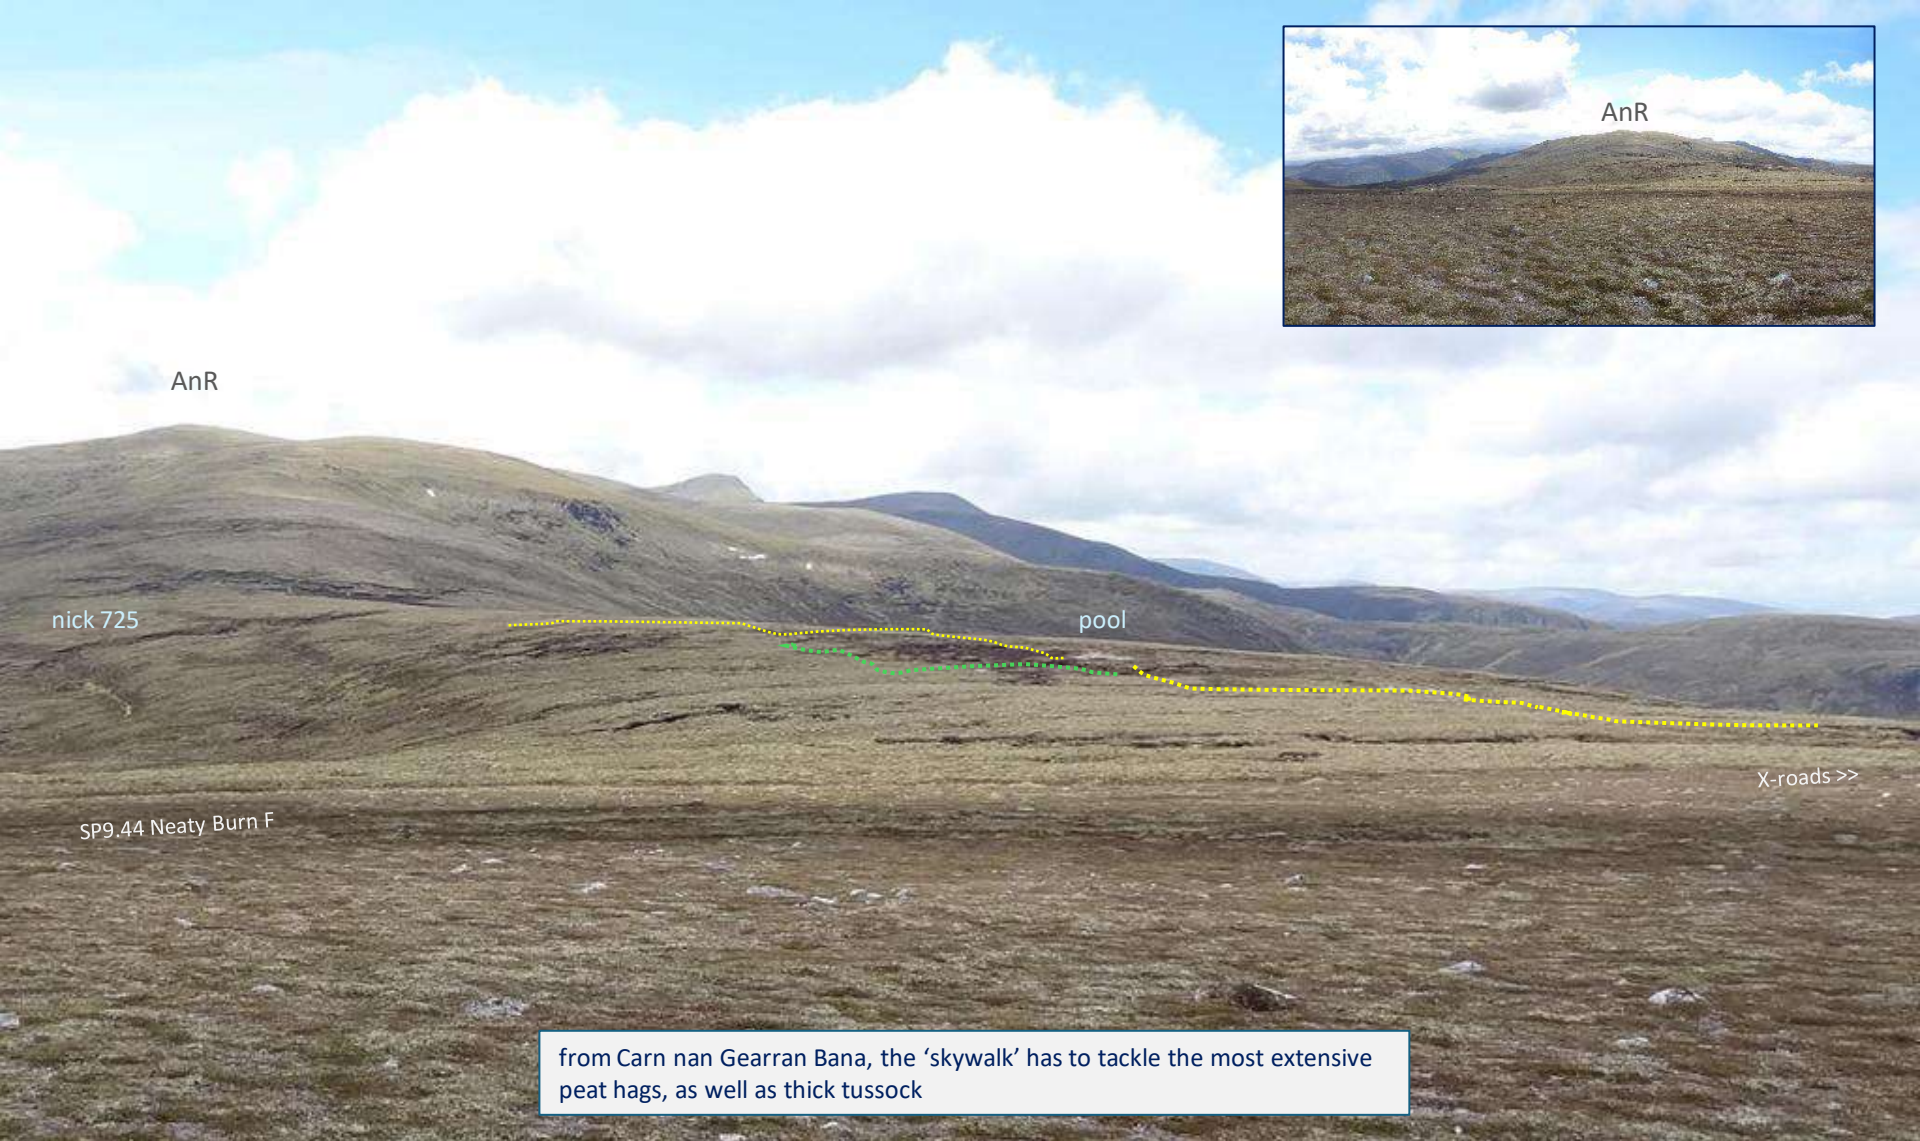 AnR
AnR
nick 725
pool
X-roads >>
SP9.44 Neaty Burn F
from Carn nan Gearran Bana, the ‘skywalk’ has to tackle the most extensive
peat hags, as well as thick tussock